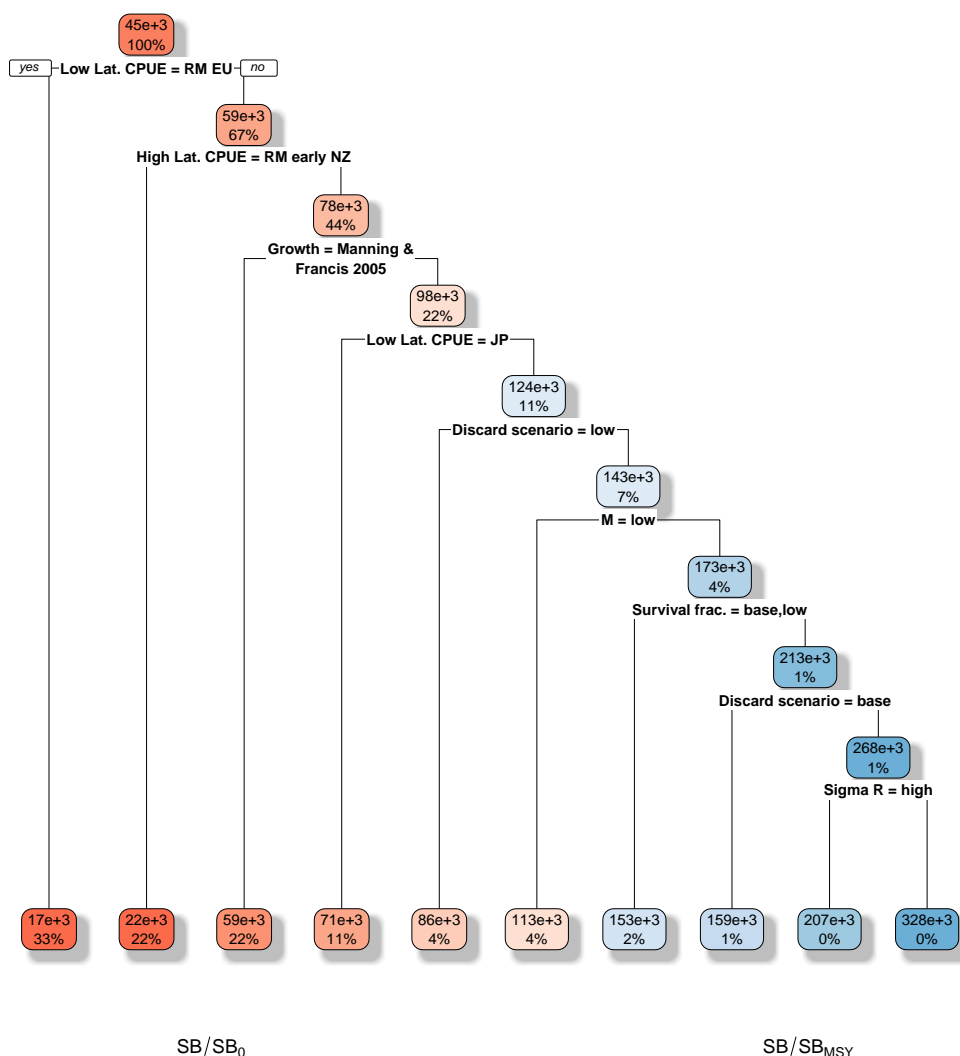 45e+3
100%
yes
Low Lat. CPUE = RM EU
no
59e+3
67%
High Lat. CPUE = RM early NZ
78e+3
44%
Growth = Manning &
Francis 2005
98e+3
22%
Low Lat. CPUE = JP
124e+3
11%
Discard scenario = low
143e+3
7%
M = low
173e+3
4%
Survival frac. = base,low
213e+3
1%
Discard scenario = base
268e+3
1%
Sigma R = high
17e+3 22e+3 59e+3 71e+3 86e+3 113e+3 153e+3 159e+3 207e+3 328e+3
33% 22% 22% 11% 4% 4% 2% 1% 0% 0%
SB/SB₀ SB/SB_MSY